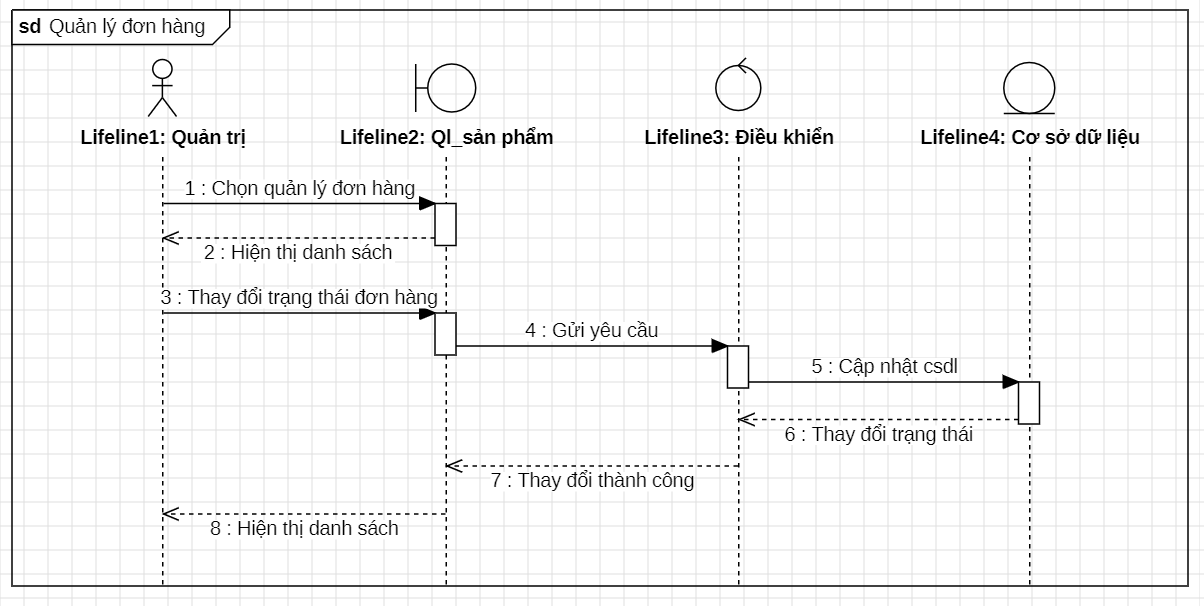 sd Quản lý đơn hàng
Lifeline1: Quản trị
Lifeline2: Ql_sản phẩm
Lifeline3: Điều khiển
Lifeline4: Cơ sở dữ liệu
1 : Chọn quản lý đơn hàng
2 : Hiện thị danh sách
3 : Thay đổi trạng thái đơn hàng
4 : Gửi yêu cầu
5 : Cập nhật csdl
6 : Thay đổi trạng thái
7 : Thay đổi thành công
8 : Hiện thị danh sách